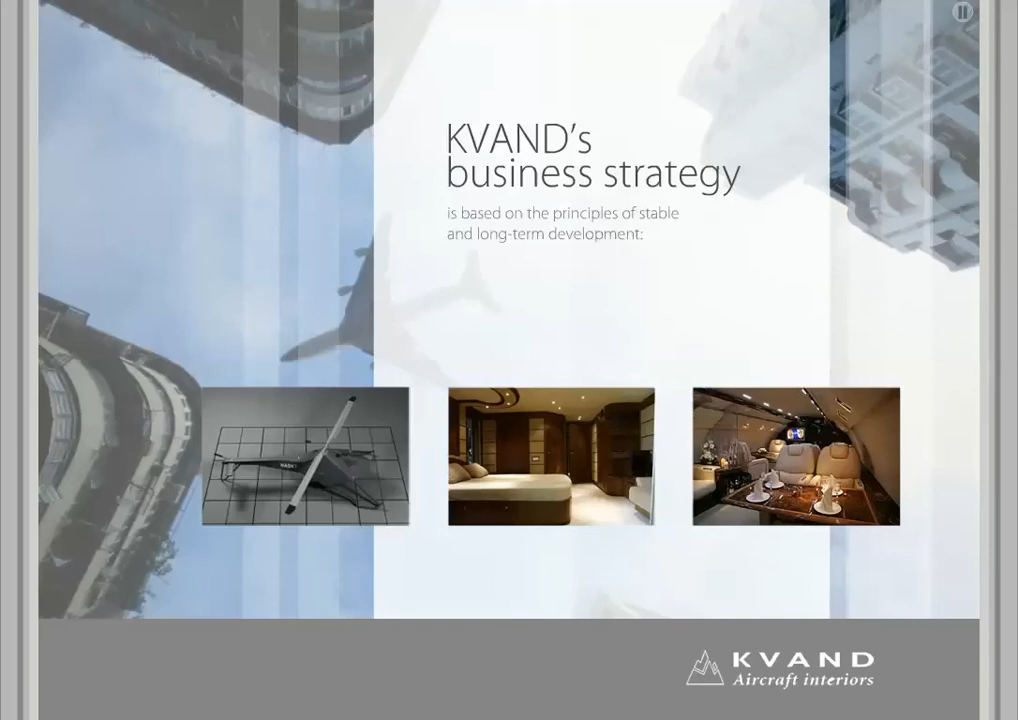 KVAND's
business strategy
is based on the principles of stable
and long-term development:
KVAND
Aircraft interiors